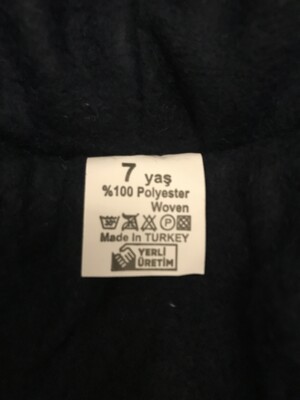 7 yaş
%100 Polyester
Woven
Made In TURKEY
YERLİ
ÜRETİM